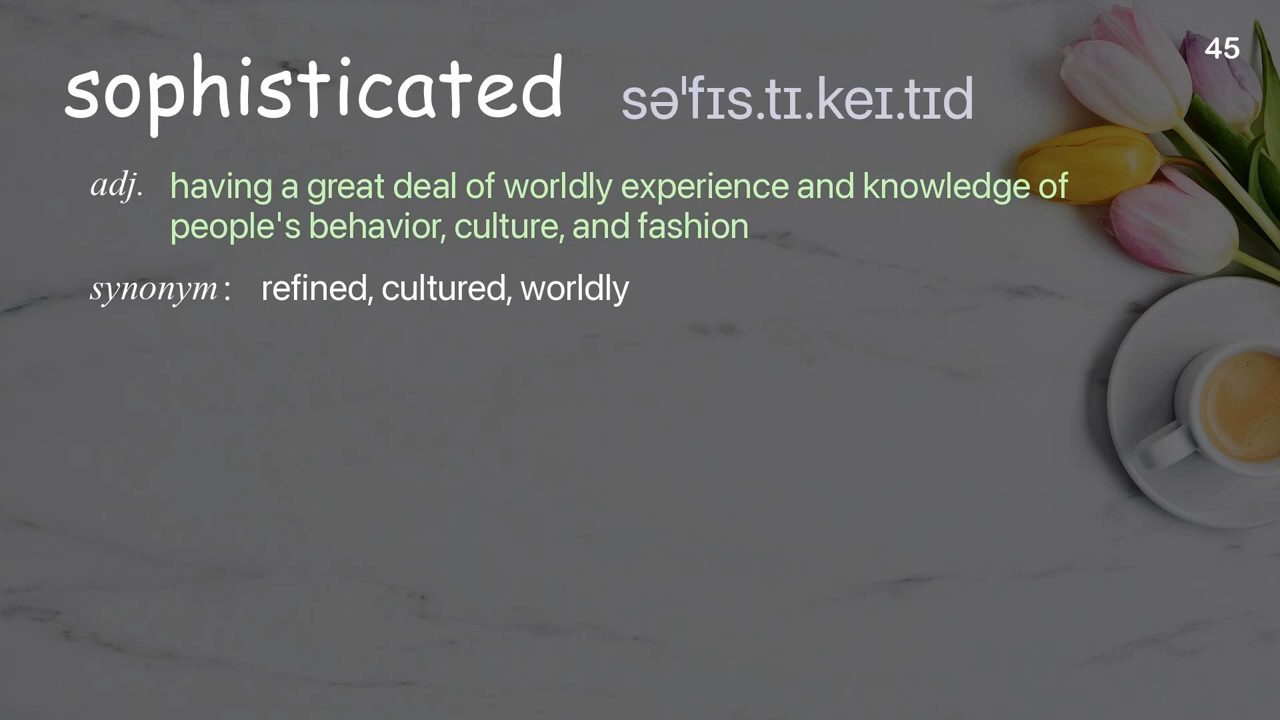 45
sophisticated səˈfɪs.tɪ.keɪ.tɪd
adj. having a great deal of worldly experience and knowledge of
people's behavior, culture, and fashion
synonym: refined, cultured, worldly